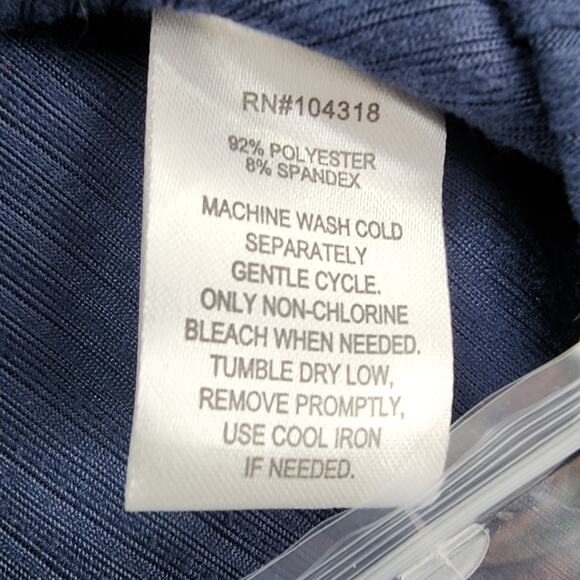 RN#104318
92% POLYESTER
8% SPANDEX
MACHINE WASH COLD
SEPARATELY
GENTLE CYCLE.
ONLY NON-CHLORINE
BLEACH WHEN NEEDED.
TUMBLE DRY LOW,
REMOVE PROMPTLY,
USE COOL IRON
IF NEEDED.